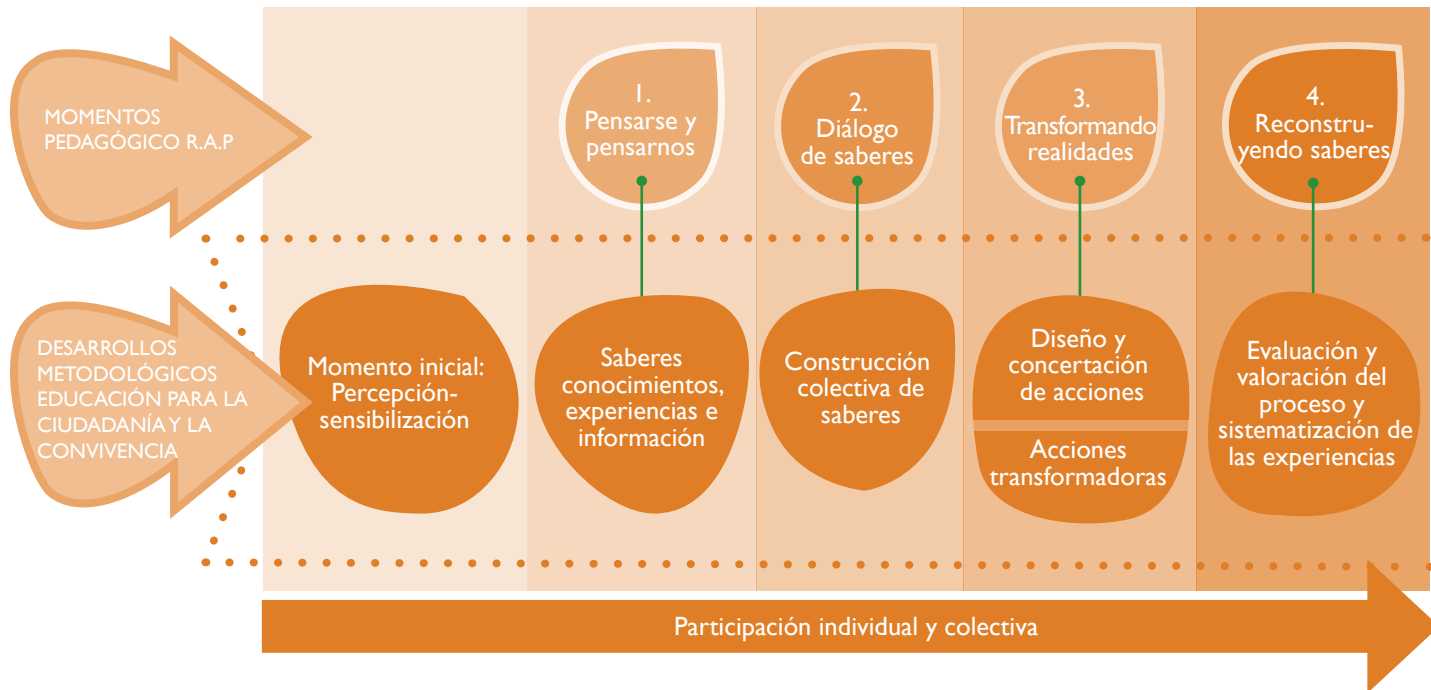 MOMENTOS
PEDAGÓGICO R.A.P
1.
Pensarse y
pensarnos
2.
Diálogo
de saberes
3.
Transformando
realidades
4.
Reconstru-
yendo saberes
DESARROLLOS
METODOLÓGICOS
EDUCACIÓN PARA LA
CIUDADANÍA Y LA
CONVIVENCIA
Momento inicial:
Percepción-
sensibilización
Saberes
conocimientos,
experiencias e
información
Construcción
colectiva de
saberes
Diseño y
concertación
de acciones
Acciones
transformadoras
Evaluación y
valoración del
proceso y
sistematización de
las experiencias
Participación individual y colectiva